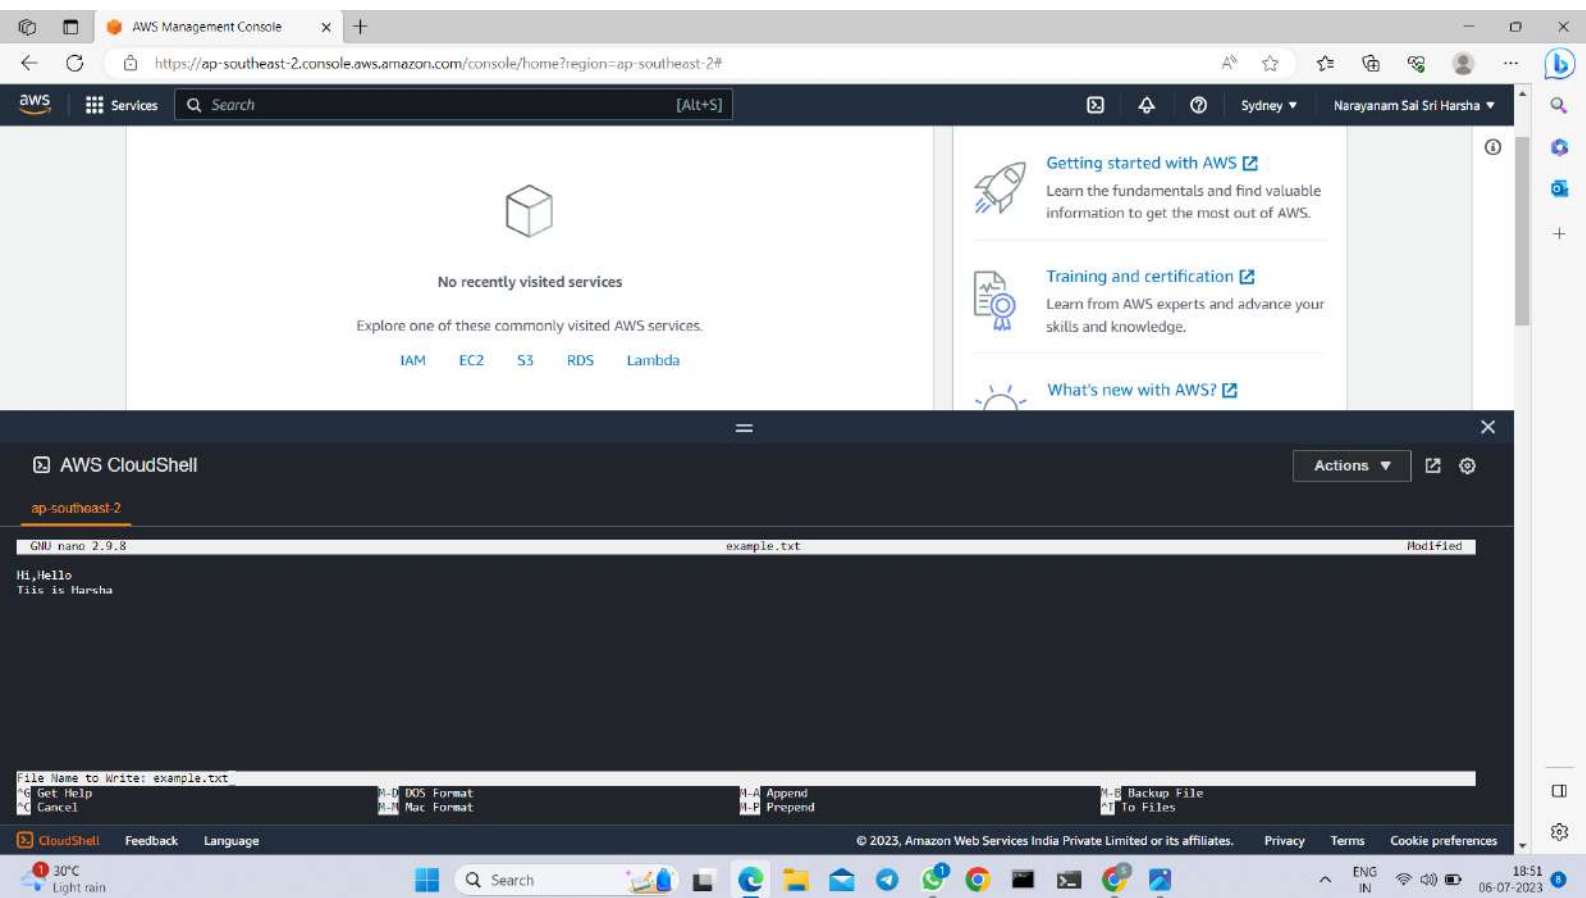 AWS Management Console
https://ap-southeast-2.console.aws.amazon.com/console/home?region=ap-southeast-2#
aws
Services
Search
[Alt+S]
Sydney ▼
Narayanam Sai Sri Harsha ▼
No recently visited services
Explore one of these commonly visited AWS services.
IAM EC2 S3 RDS Lambda
Getting started with AWS
Learn the fundamentals and find valuable
information to get the most out of AWS.
Training and certification
Learn from AWS experts and advance your
skills and knowledge.
What's new with AWS?
AWS CloudShell
Actions ▼
ap-southeast-2
GNU nano 2.9.8 example.txt Modified
Hi,Hello
Tiis is Harsha
File Name to Write: example.txt
^G Get Help M-D DOS Format M-A Append M-B Backup File
^C Cancel M-M Mac Format M-P Prepend ^T To Files
CloudShell Feedback Language © 2023, Amazon Web Services India Private Limited or its affiliates. Privacy Terms Cookie preferences
1
30°C
Light rain
Search
1
ENG
IN
18:51
06-07-2023
8